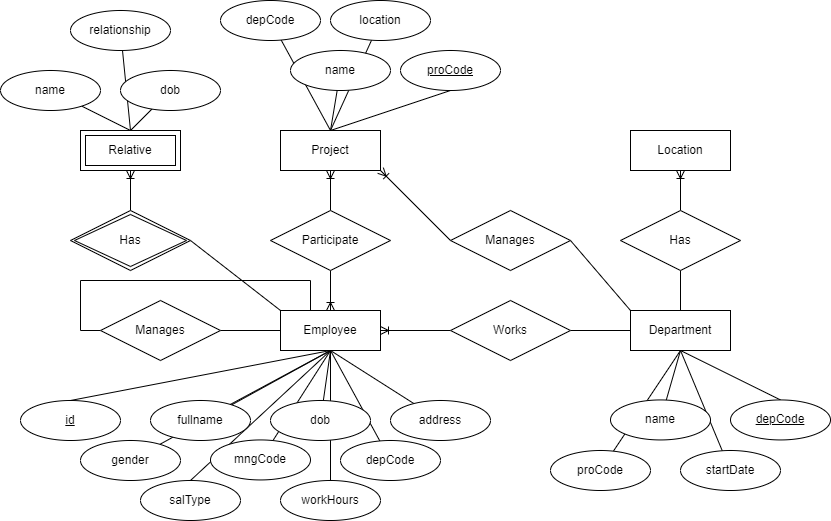 depCode
location
relationship
name
proCode
name
dob
Relative
Project
Location
Has
Participate
Manages
Has
Manages
Employee
Works
Department
id
fullname
dob
address
name
depCode
gender
mngCode
depCode
proCode
startDate
salType
workHours